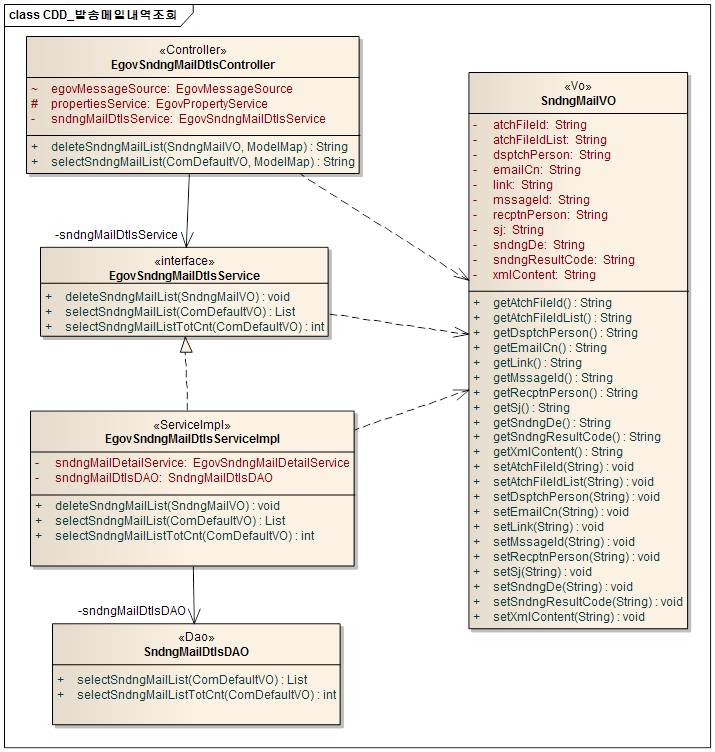 class CDD_발송메일내역조회
«Controller»
EgovSndngMailDtlsController
~ egovMessageSource: EgovMessageSource
# propertiesService: EgovPropertyService
- sndngMailDtlsService: EgovSndngMailDtlsService
+ deleteSndngMailList(SndngMailVO, ModelMap) : String
+ selectSndngMailList(ComDefaultVO, ModelMap) : String
-sndngMailDtlsService
«interface»
EgovSndngMailDtlsService
+ deleteSndngMailList(SndngMailVO) : void
+ selectSndngMailList(ComDefaultVO) : List
+ selectSndngMailListTotCnt(ComDefaultVO) : int
«ServiceImpl»
EgovSndngMailDtlsServiceImpl
- sndngMailDetailService: EgovSndngMailDetailService
- sndngMailDtlsDAO: SndngMailDtlsDAO
+ deleteSndngMailList(SndngMailVO) : void
+ selectSndngMailList(ComDefaultVO) : List
+ selectSndngMailListTotCnt(ComDefaultVO) : int
-sndngMailDtlsDAO
«Dao»
SndngMailDtlsDAO
+ selectSndngMailList(ComDefaultVO) : List
+ selectSndngMailListTotCnt(ComDefaultVO) : int
«Vo»
SndngMailVO
- atchFileId: String
- atchFileIdList: String
- dsptchPerson: String
- emailCn: String
- link: String
- mssageId: String
- recptnPerson: String
- sj: String
- sndngDe: String
- sndngResultCode: String
- xmlContent: String
+ getAtchFileId() : String
+ getAtchFileIdList() : String
+ getDsptchPerson() : String
+ getEmailCn() : String
+ getLink() : String
+ getMssageId() : String
+ getRecptnPerson() : String
+ getSj() : String
+ getSndngDe() : String
+ getSndngResultCode() : String
+ getXmlContent() : String
+ setAtchFileId(String) : void
+ setAtchFileIdList(String) : void
+ setDsptchPerson(String) : void
+ setEmailCn(String) : void
+ setLink(String) : void
+ setMssageId(String) : void
+ setRecptnPerson(String) : void
+ setSj(String) : void
+ setSndngDe(String) : void
+ setSndngResultCode(String) : void
+ setXmlContent(String) : void